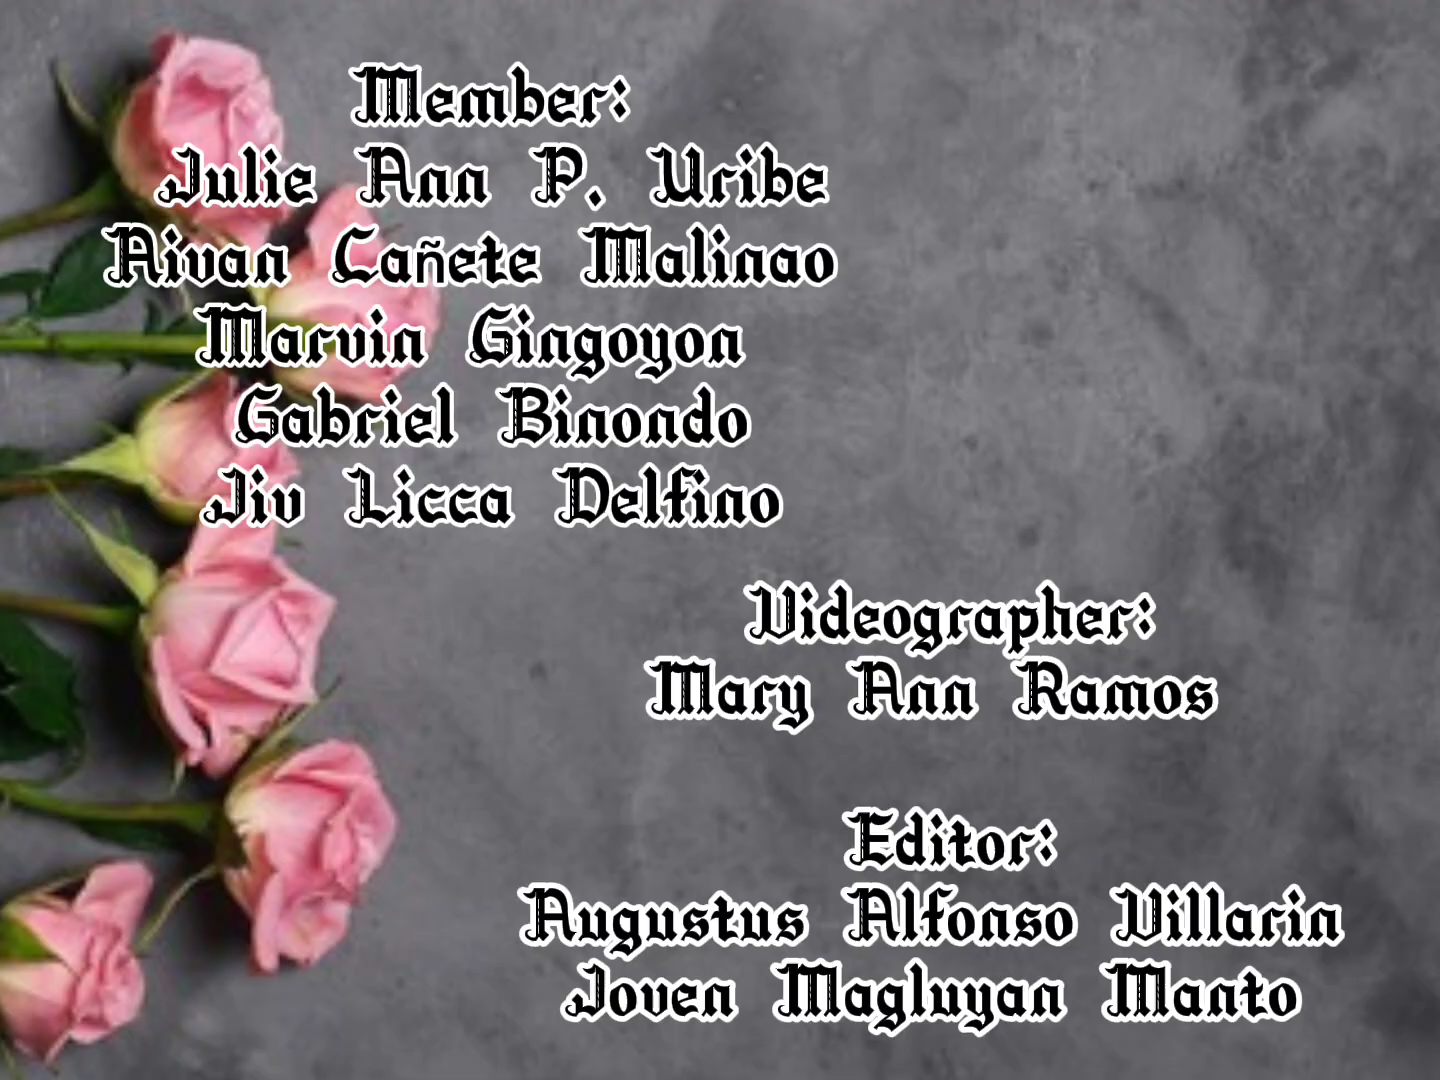 Member:
Julie Ann P. Uribe
Aivan Cañete Malinao
Marvin Gingoyon
Gabriel Binondo
Jiv Licca Delfino
Videographer:
Mary Ann Ramos
Editor:
Augustus Alfonso Villarin
Joven Magluyan Manto